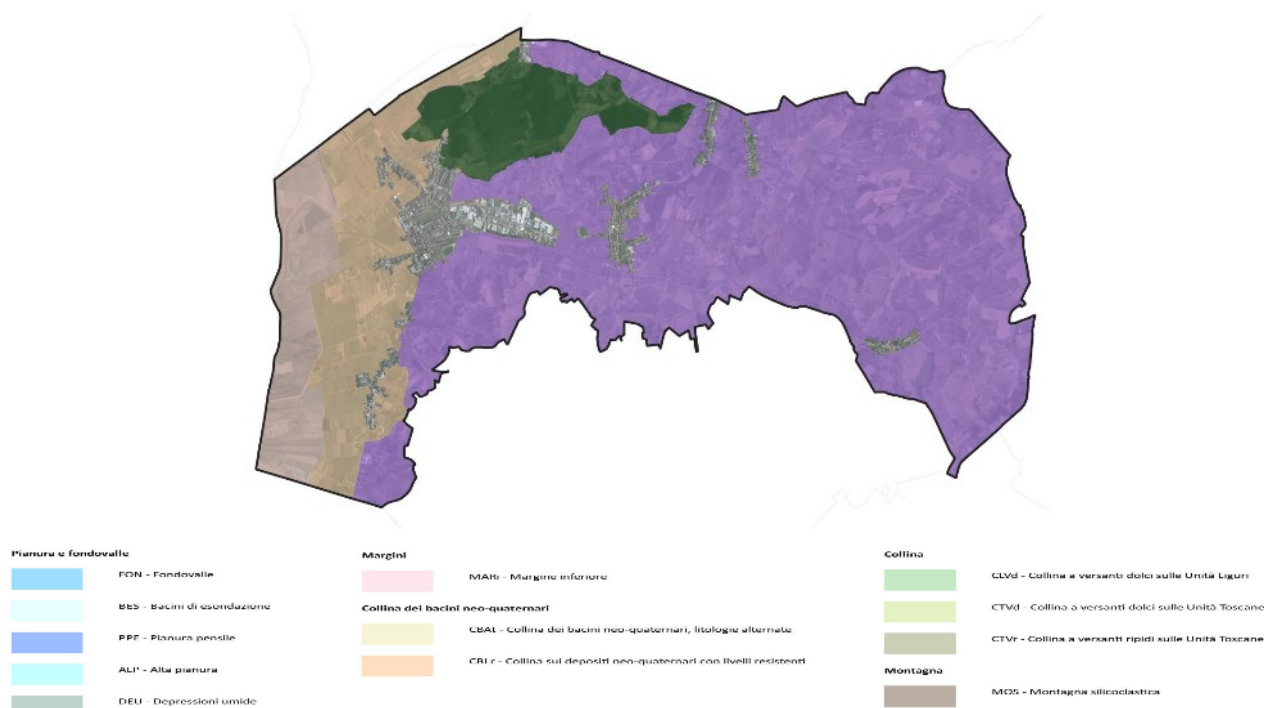 Pianura e fondovalle
FON - Fondovalle
BES - Bacini di esondazione
PPE - Pianura pensile
ALP - Alta pianura
DEU - Depressioni umide
Margini
MARi - Margine inferiore
Collina dei bacini neo-quaternari
CBAt - Collina dei bacini neo-quaternari, litologie alternate
CBLr - Collina sui depositi neo-quaternari con livelli resistenti
Collina
CLVd - Collina a versanti dolci sulle Unità Liguri
CTVd - Collina a versanti dolci sulle Unità Toscane
CTVr - Collina a versanti ripidi sulle Unità Toscane
Montagna
MOS - Montagna silicoclastica